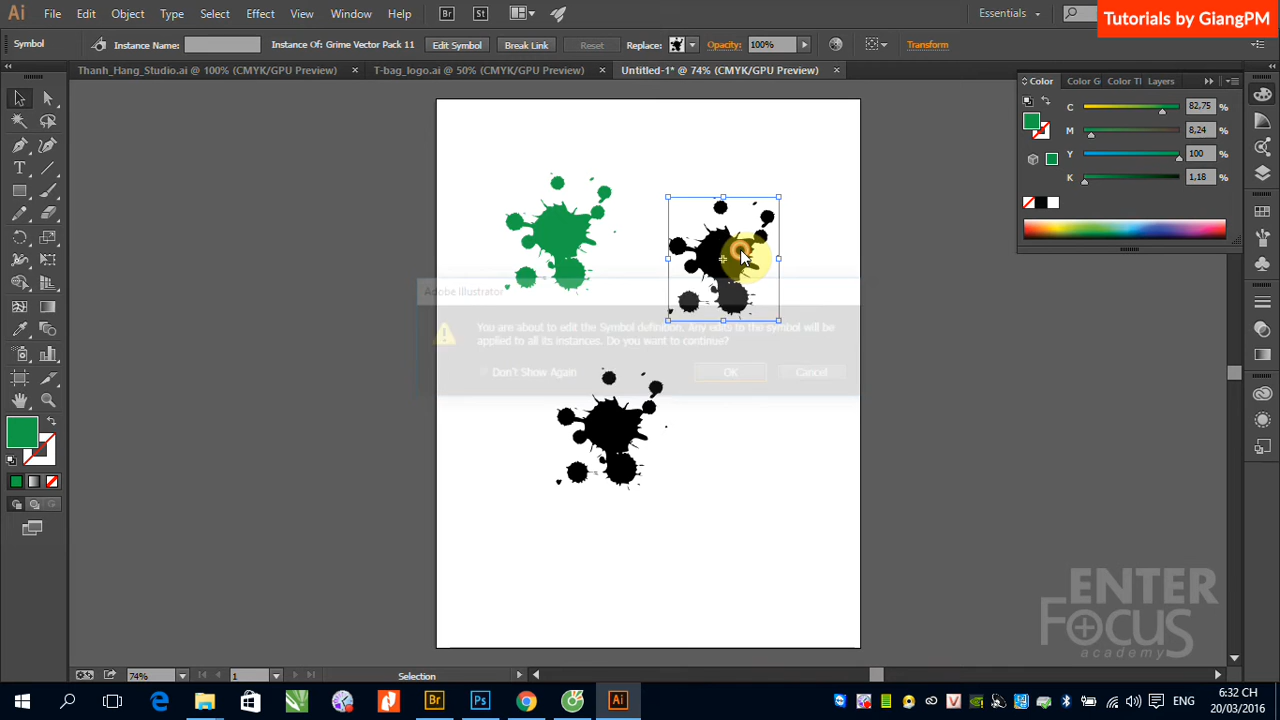 Ai File Edit Object Type Select Effect View Window Help Br St Essentials
Tutorials by GiangPM
Symbol Instance Name: Instance Of: Grime Vector Pack 11 Edit Symbol Break Link Reset Replace: Opacity: 100% Transform
Thanh_Hang_Studio.ai @ 100% (CMYK/GPU Preview) × T-bag_logo.ai @ 50% (CMYK/GPU Preview) × Untitled-1* @ 74% (CMYK/GPU Preview) ×
Color Color G Color Tl Layers
C 82,75 %
M 8,24 %
Y 100 %
K 1,18 %
Adobe Illustrator
You are about to edit the Symbol definition. Any edits to the symbol will be
applied to all its instances. Do you want to continue?
Don't Show Again OK Cancel
ENTER
FOCUS
academy
74% 1 Selection
Br Ps Ai ENG 6:32 CH
20/03/2016